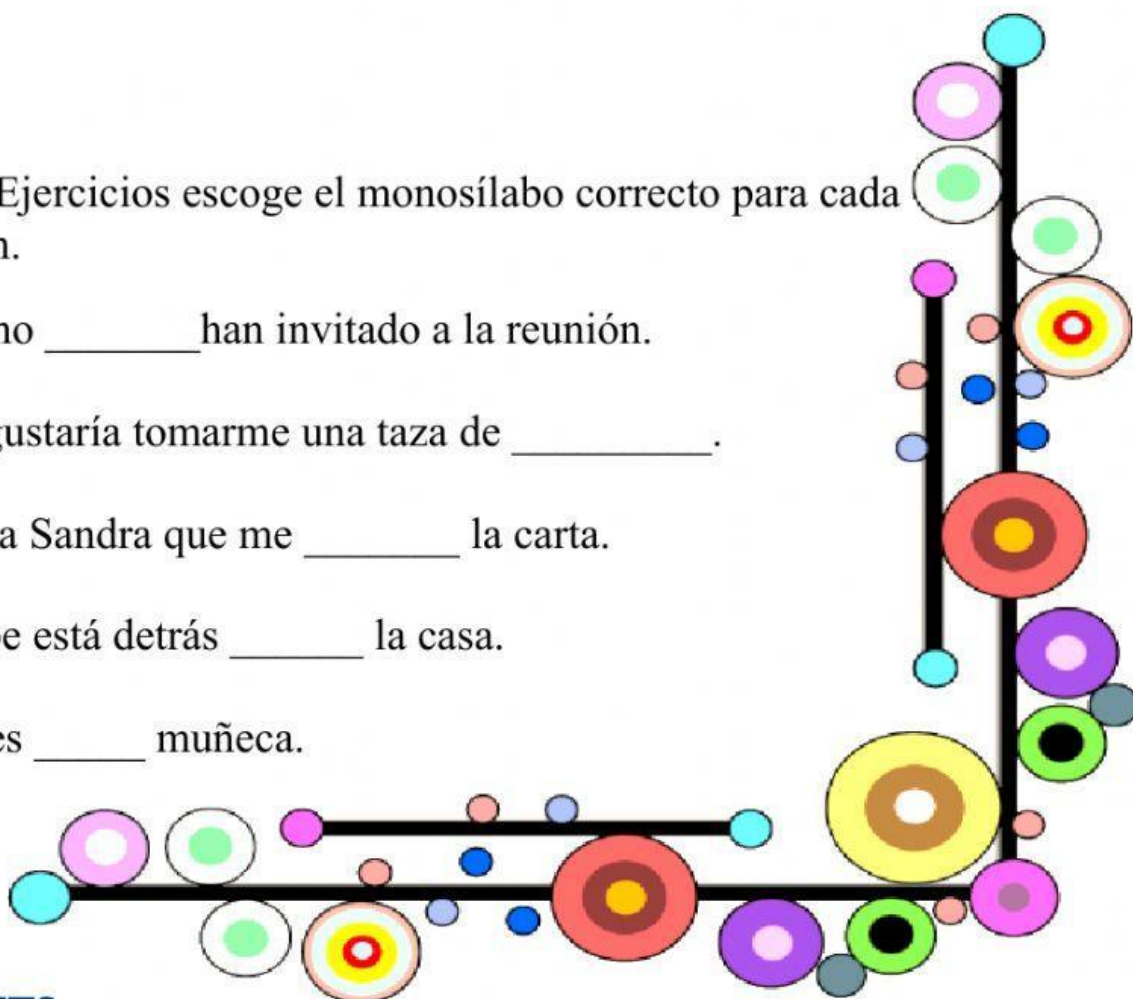 Ejercicios escoge el monosílabo correcto para cada
n.
no _______han invitado a la reunión.
gustaría tomarme una taza de _________.
a Sandra que me _______ la carta.
e está detrás ______ la casa.
es _____ muñeca.